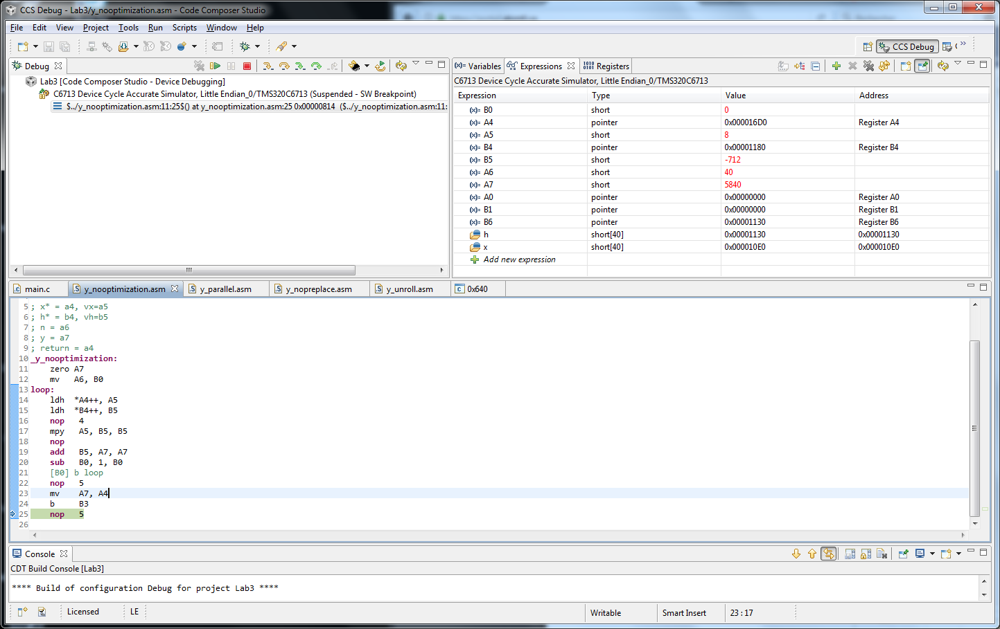 CCS Debug - Lab3/y_nooptimization.asm - Code Composer Studio
File Edit View Project Tools Run Scripts Window Help
CCS Debug
Debug
Lab3 [Code Composer Studio - Device Debugging]
C6713 Device Cycle Accurate Simulator, Little Endian_0/TMS320C6713 (Suspended - SW Breakpoint)
$../y_nooptimization.asm:11:25$() at y_nooptimization.asm:25 0x00000814 ($../y_nooptimization.asm:11:
(x)= Variables Expressions Registers
C6713 Device Cycle Accurate Simulator, Little Endian_0/TMS320C6713
Expression Type Value Address
(x)= B0 short 0
(x)= A4 pointer 0x000016D0 Register A4
(x)= A5 short 8
(x)= B4 pointer 0x00001180 Register B4
(x)= B5 short -712
(x)= A6 short 40
(x)= A7 short 5840
(x)= A0 pointer 0x00000000 Register A0
(x)= B1 pointer 0x00000000 Register B1
(x)= B6 pointer 0x00001130 Register B6
h short[40] 0x00001130 0x00001130
x short[40] 0x000010E0 0x000010E0
Add new expression
main.c y_nooptimization.asm y_parallel.asm y_nopreplace.asm y_unroll.asm 0x640
5 ; x* = a4, vx=a5
6 ; h* = b4, vh=b5
7 ; n = a6
8 ; y = a7
9 ; return = a4
10 _y_nooptimization:
11 zero A7
12 mv A6, B0
13 loop:
14 ldh *A4++, A5
15 ldh *B4++, B5
16 nop 4
17 mpy A5, B5, B5
18 nop
19 add B5, A7, A7
20 sub B0, 1, B0
21 [B0] b loop
22 nop 5
23 mv A7, A4
24 b B3
25 nop 5
26
Console
CDT Build Console [Lab3]
**** Build of configuration Debug for project Lab3 ****
Licensed LE Writable Smart Insert 23 : 17